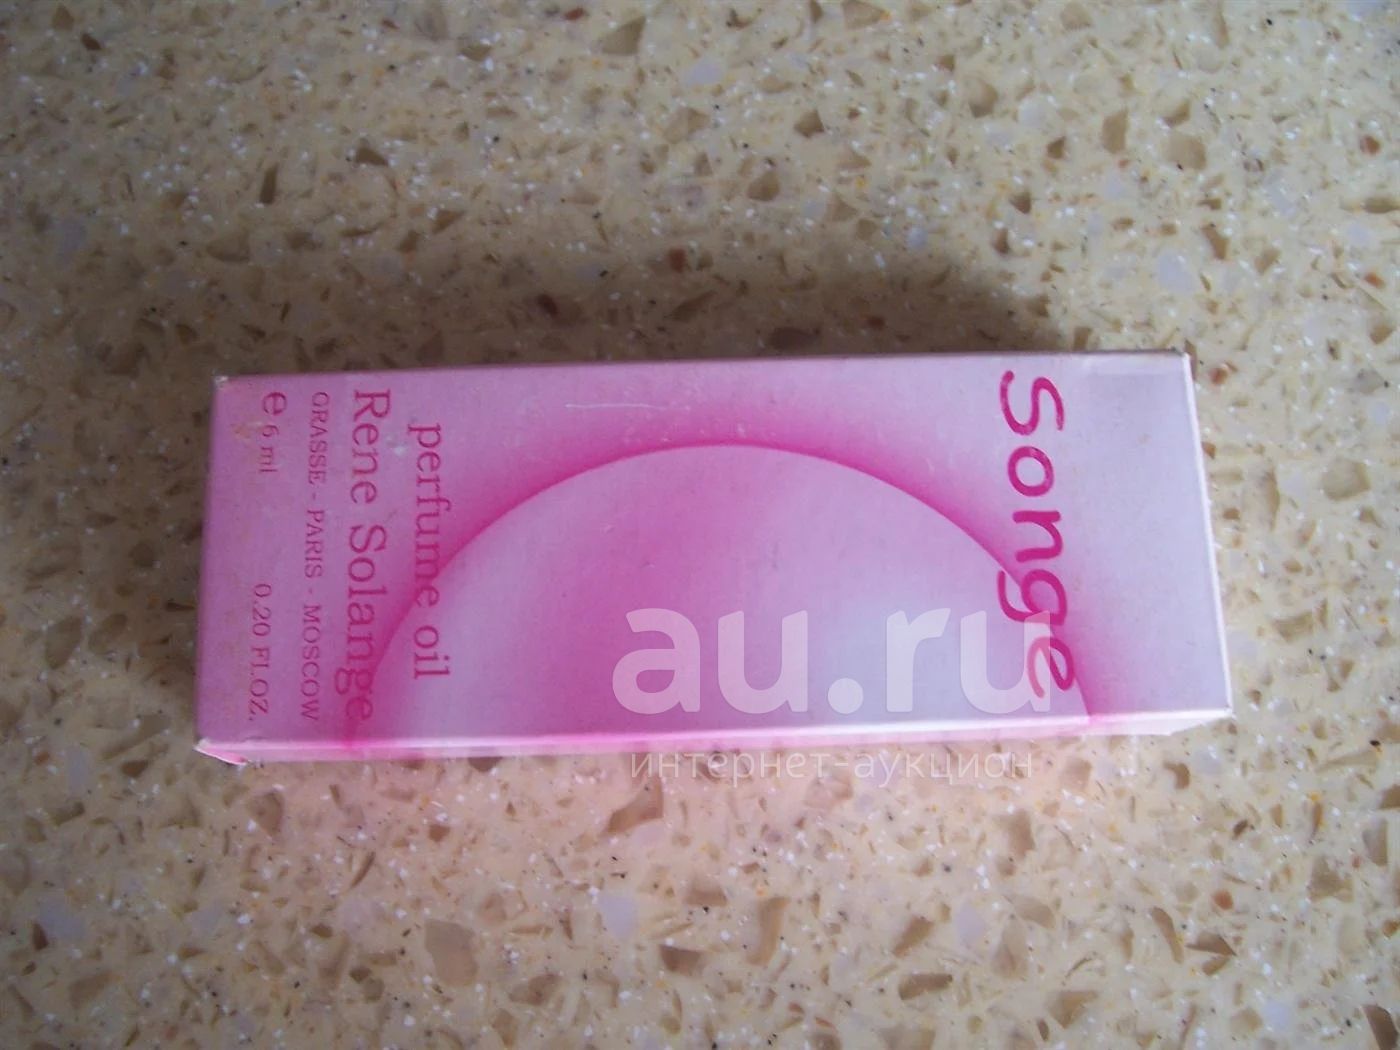 Songe
perfume oil
Rene Solange
GRASSE - PARIS - MOSCOW
e 6 ml 0.20 FL.OZ.
au.ru
интернет-аукцион